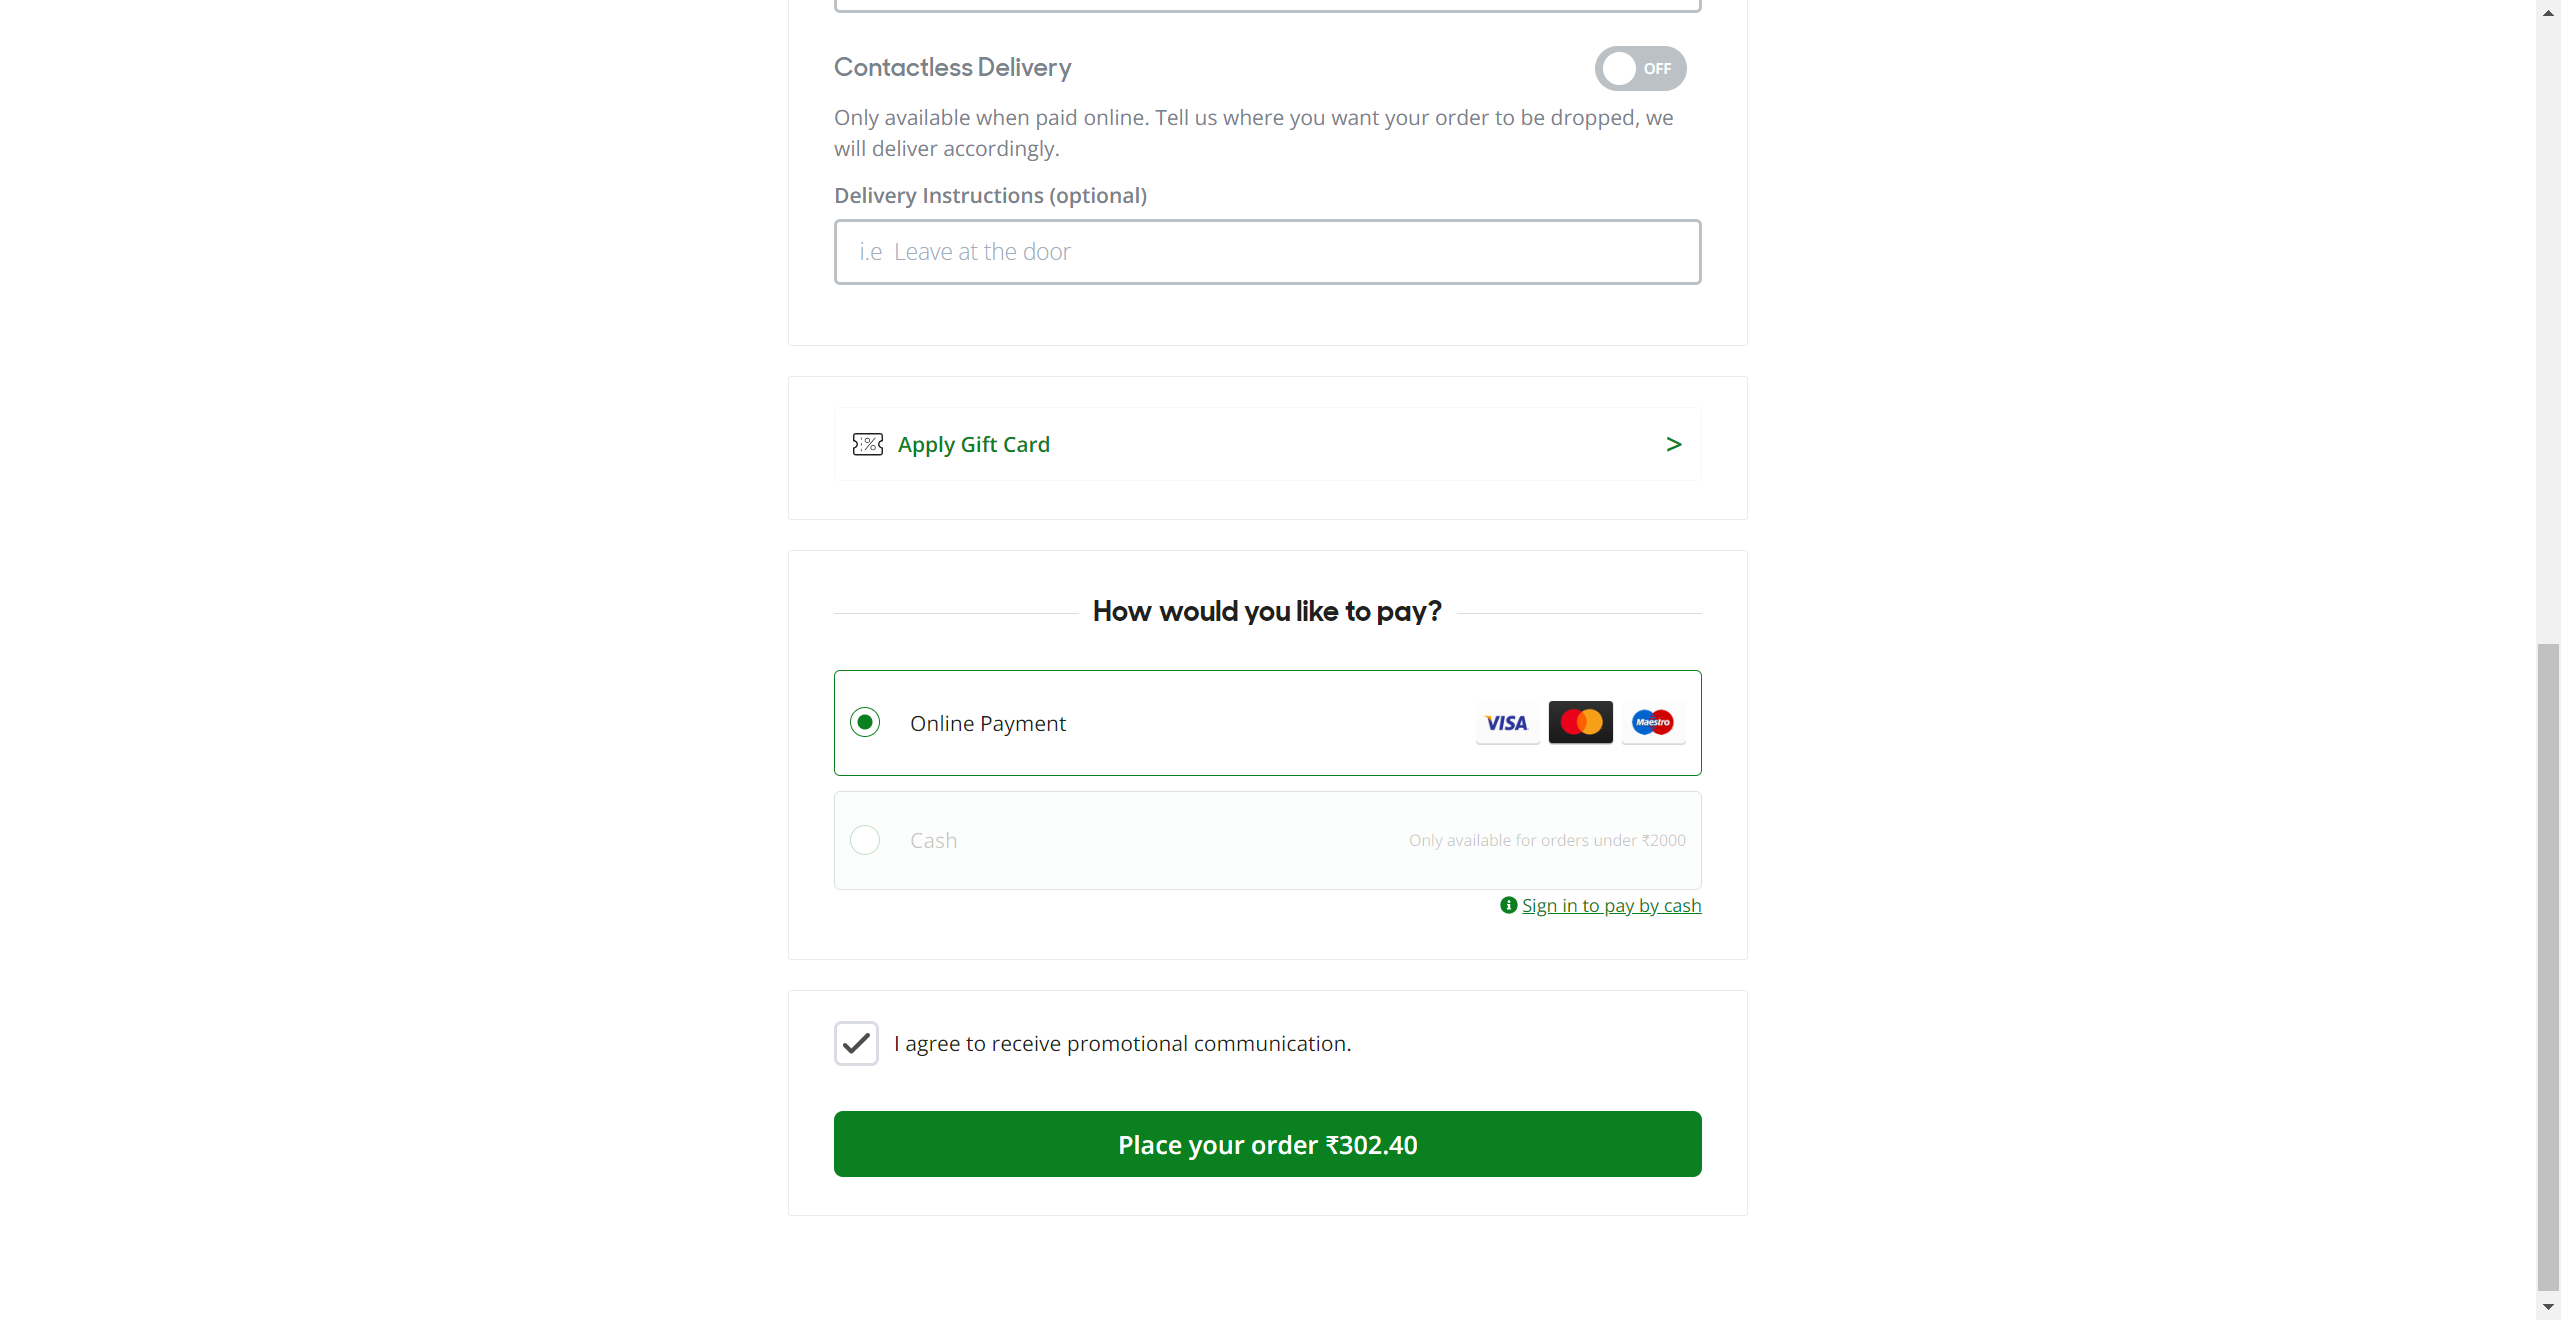 Contactless Delivery
OFF
Only available when paid online. Tell us where you want your order to be dropped, we
will deliver accordingly.
Delivery Instructions (optional)
i.e  Leave at the door
Apply Gift Card
>
How would you like to pay?
Online Payment
VISA
Maestro
Cash
Only available for orders under ₹2000
Sign in to pay by cash
I agree to receive promotional communication.
Place your order ₹302.40